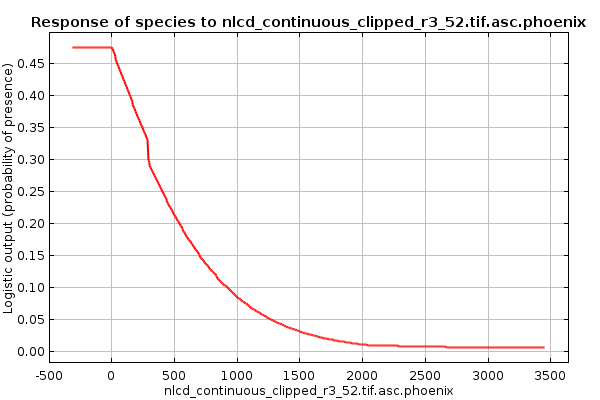 Response of species to nlcd_continuous_clipped_r3_52.tif.asc.phoenix
Logistic output (probability of presence)
0.45
0.40
0.35
0.30
0.25
0.20
0.15
0.10
0.05
0.00
-500 0 500 1000 1500 2000 2500 3000 3500
nlcd_continuous_clipped_r3_52.tif.asc.phoenix